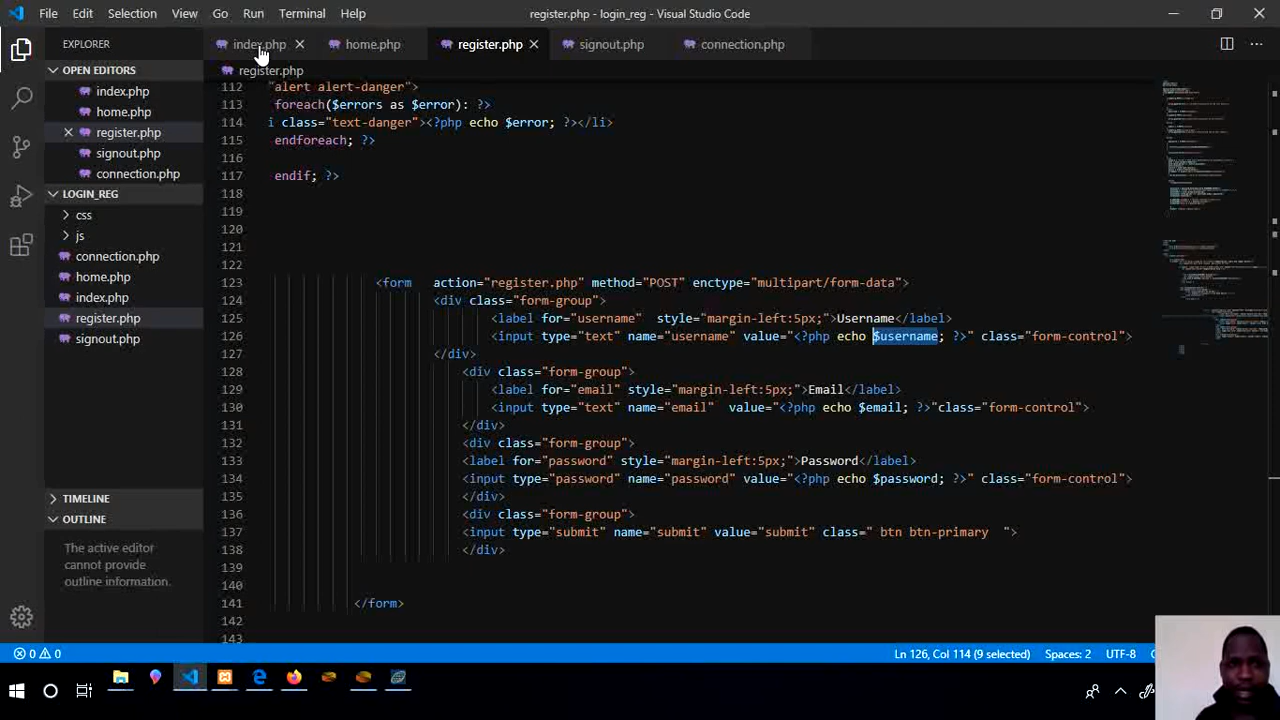 File Edit Selection View Go Run Terminal Help
register.php - login_reg - Visual Studio Code
EXPLORER
index.php
home.php
register.php
signout.php
connection.php
OPEN EDITORS
index.php
home.php
register.php
signout.php
connection.php
LOGIN_REG
css
js
connection.php
home.php
index.php
register.php
signout.php
TIMELINE
OUTLINE
The active editor
cannot provide
outline information.
register.php
112 "alert alert-danger">
113 foreach($errors as $error): ?>
114 i class="text-danger"><?php echo $error; ?></li>
115 endforeach; ?>
116
117 endif; ?>
118
119
120
121
122
123 <form action="register.php" method="POST" enctype="multipart/form-data">
124 <div class="form-group">
125 <label for="username" style="margin-left:5px;">Username</label>
126 <input type="text" name="username" value="<?php echo $username; ?>" class="form-control">
127 </div>
128 <div class="form-group">
129 <label for="email" style="margin-left:5px;">Email</label>
130 <input type="text" name="email" value="<?php echo $email; ?>"class="form-control">
131 </div>
132 <div class="form-group">
133 <label for="password" style="margin-left:5px;">Password</label>
134 <input type="password" name="password" value="<?php echo $password; ?>" class="form-control">
135 </div>
136 <div class="form-group">
137 <input type="submit" name="submit" value="submit" class=" btn btn-primary ">
138 </div>
139
140
141 </form>
142
143
0 0
Ln 126, Col 114 (9 selected) Spaces: 2 UTF-8